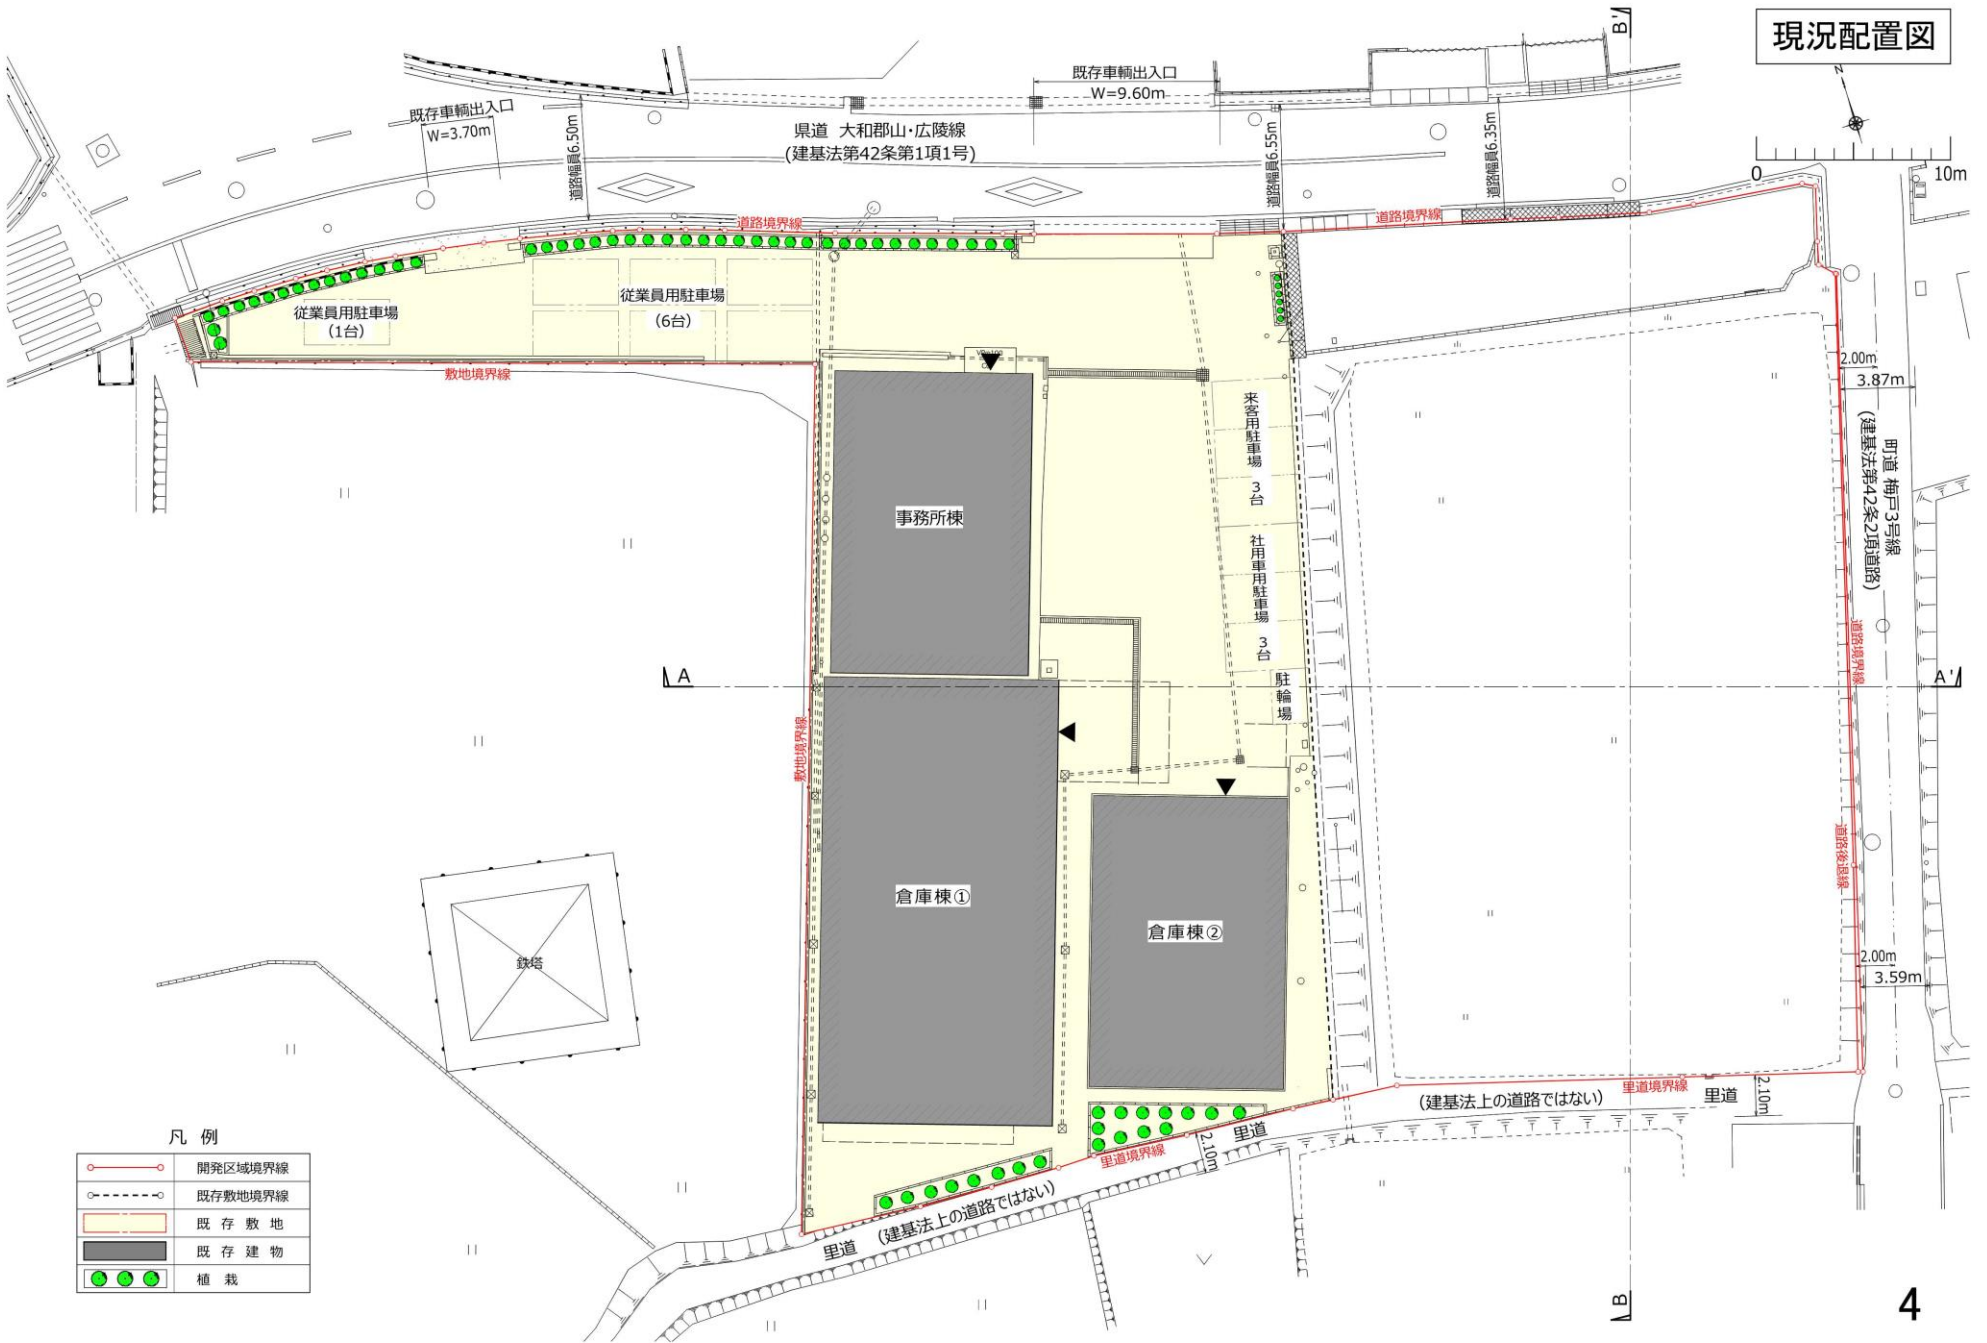 現況配置図
N
0
10m
B'
既存車輌出入口
W=3.70m
既存車輌出入口
W=9.60m
県道 大和郡山・広陵線
(建基法第42条第1項1号)
道路幅員6.50m
道路幅員6.55m
道路幅員6.35m
道路境界線
道路境界線
従業員用駐車場
(1台)
従業員用駐車場
(6台)
敷地境界線
2.00m
3.87m
来客用駐車場 3台
町道 梅戸3号線
(建基法第42条2項道路)
事務所棟
社用車用駐車場 3台
道路境界線
A
A'
駐輪場
敷地境界線
道路後退線
倉庫棟①
倉庫棟②
鉄塔
2.00m
3.59m
里道境界線
(建基法上の道路ではない)
里道
2.10m
里道
2.10m
里道境界線
里道 (建基法上の道路ではない)
凡 例
開発区域境界線
既存敷地境界線
既 存 敷 地
既 存 建 物
植 栽
B
4